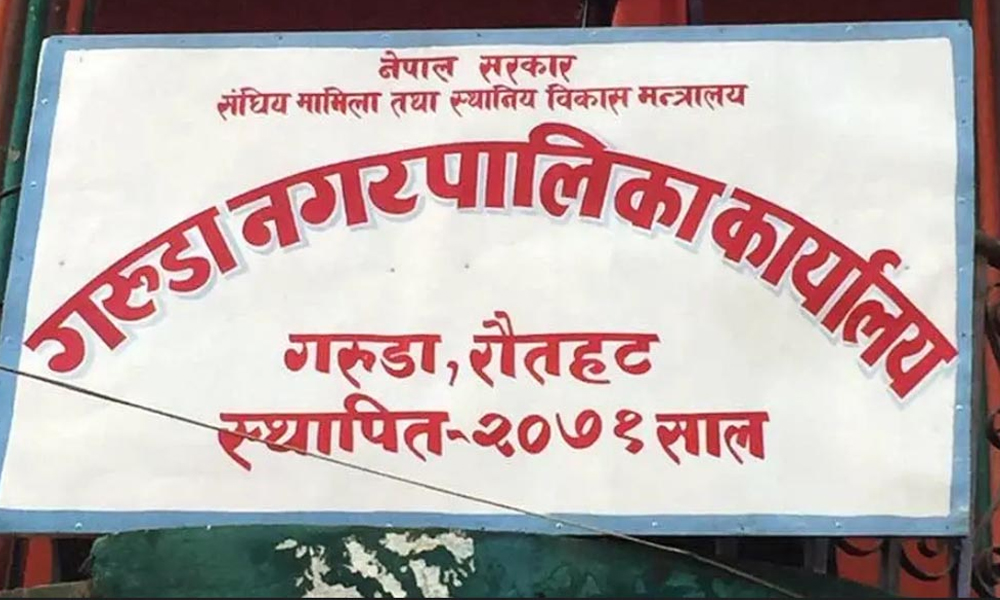 नेपाल सरकार
संघिय मामिला तथा स्थानिय विकास मन्त्रालय
गरुडा नगरपालिका कार्यालय
गरुडा, रौतहट
स्थापित-२०७१ साल